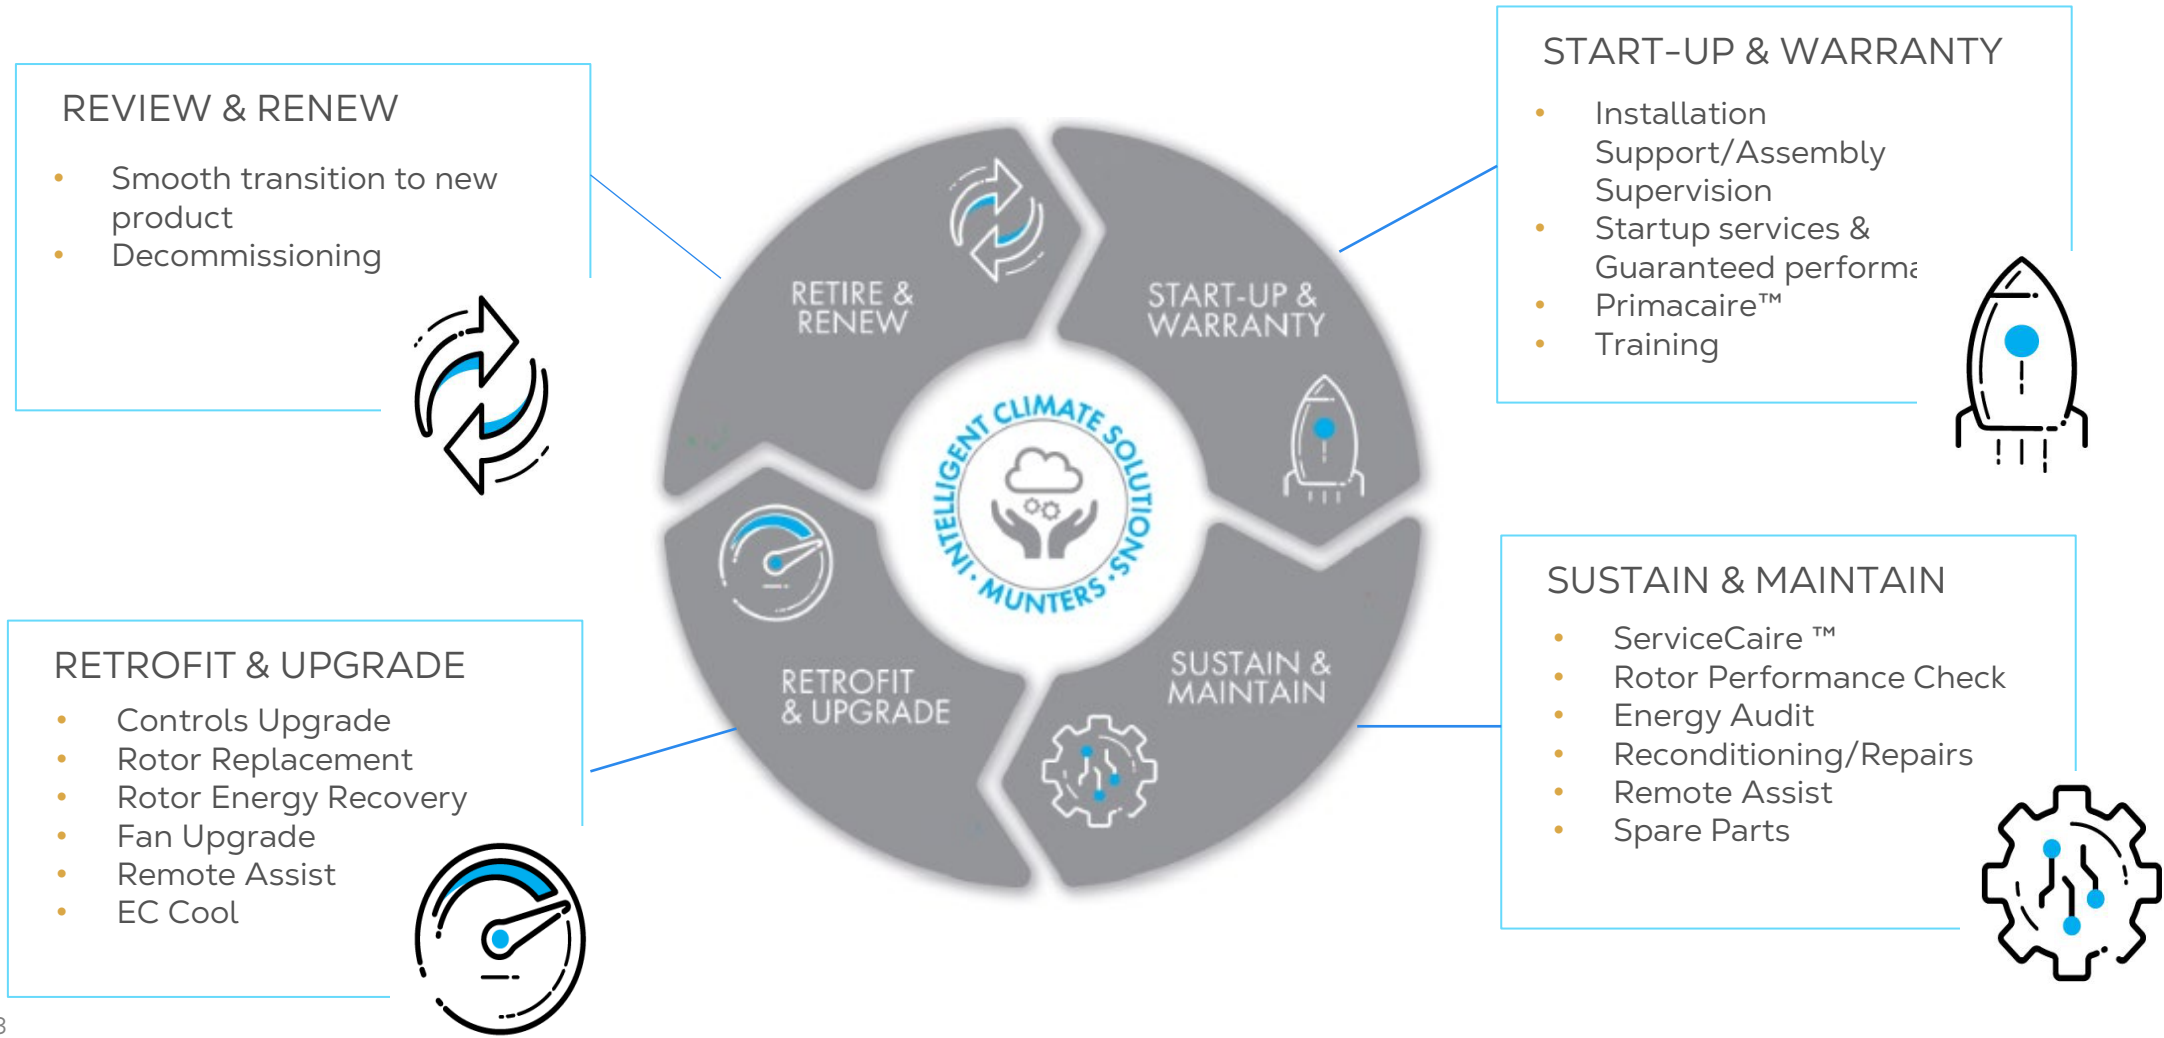 REVIEW & RENEW
• Smooth transition to new
product
• Decommissioning
START-UP & WARRANTY
• Installation
Support/Assembly
Supervision
• Startup services &
Guaranteed performa
• Primacaire™
• Training
RETIRE &
RENEW
START-UP &
WARRANTY
INTELLIGENT CLIMATE SOLUTIONS
• MUNTERS •
RETROFIT
& UPGRADE
SUSTAIN &
MAINTAIN
RETROFIT & UPGRADE
• Controls Upgrade
• Rotor Replacement
• Rotor Energy Recovery
• Fan Upgrade
• Remote Assist
• EC Cool
SUSTAIN & MAINTAIN
• ServiceCaire ™
• Rotor Performance Check
• Energy Audit
• Reconditioning/Repairs
• Remote Assist
• Spare Parts